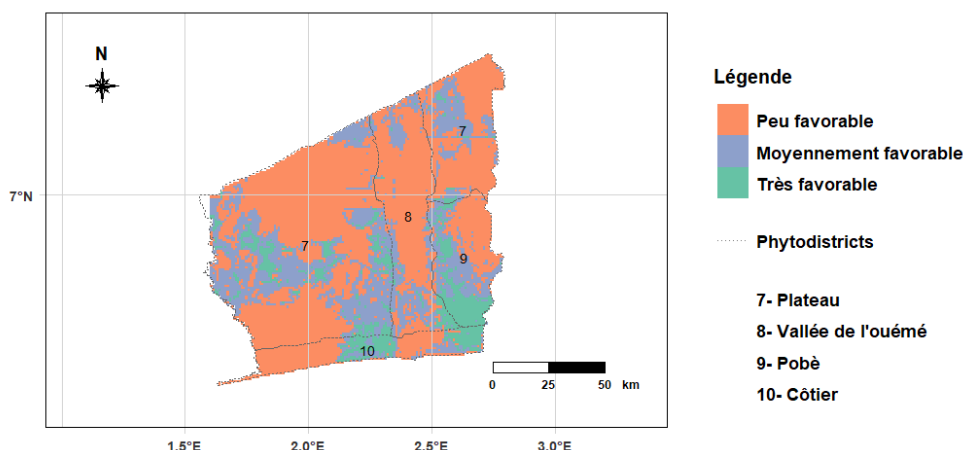 N
7°N
7
8
7
9
10
0 25 50 km
1.5°E 2.0°E 2.5°E 3.0°E
Légende
Peu favorable
Moyennement favorable
Très favorable
Phytodistricts
7- Plateau
8- Vallée de l'ouémé
9- Pobè
10- Côtier